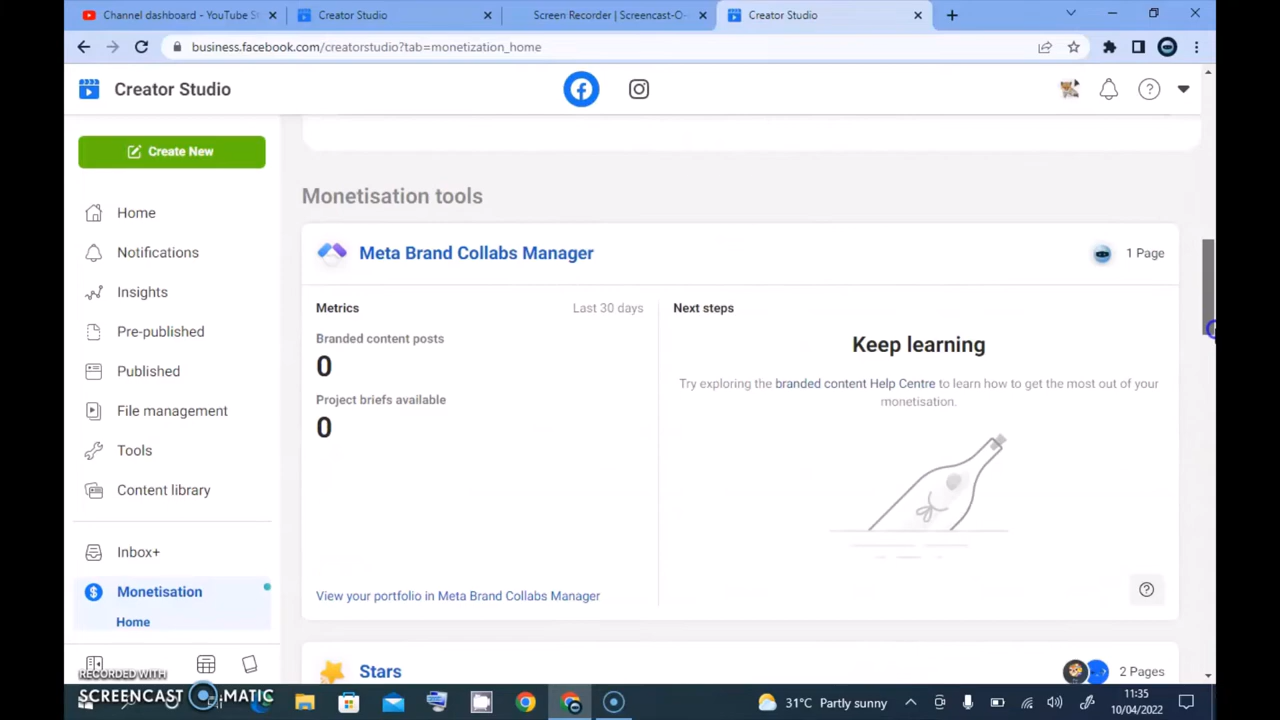 Channel dashboard - YouTube S
Creator Studio
Screen Recorder | Screencast-O-
Creator Studio
business.facebook.com/creatorstudio?tab=monetization_home
Creator Studio
Create New
Home
Notifications
Insights
Pre-published
Published
File management
Tools
Content library
Inbox+
Monetisation
Home
Monetisation tools
Meta Brand Collabs Manager
1 Page
Metrics
Last 30 days
Branded content posts
0
Project briefs available
0
View your portfolio in Meta Brand Collabs Manager
Next steps
Keep learning
Try exploring the branded content Help Centre to learn how to get the most out of your
monetisation.
Stars
2 Pages
RECORDED WITH
SCREENCAST MATIC
31°C Partly sunny
11:35
10/04/2022